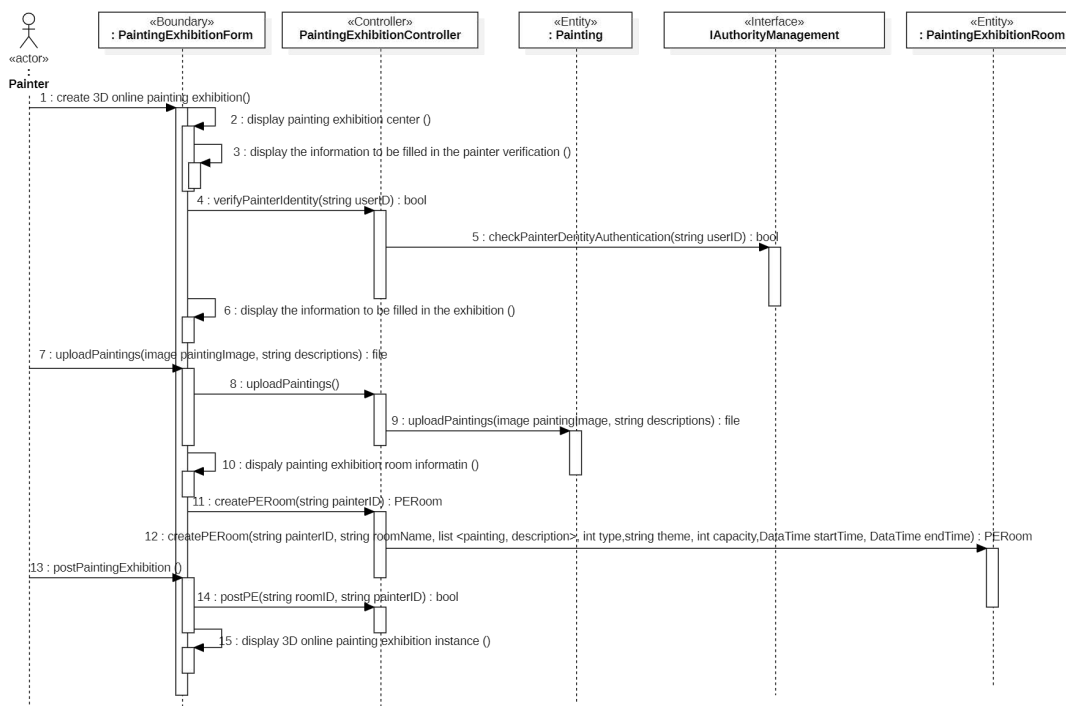 «Boundary»
: PaintingExhibitionForm
«Controller»
PaintingExhibitionController
«Entity»
: Painting
«Interface»
IAuthorityManagement
«Entity»
: PaintingExhibitionRoom
«actor»
:
Painter
1 : create 3D online painting exhibition()
2 : display painting exhibition center ()
3 : display the information to be filled in the painter verification ()
4 : verifyPainterIdentity(string userID) : bool
5 : checkPainterDentityAuthentication(string userID) : bool
6 : display the information to be filled in the exhibition ()
7 : uploadPaintings(image paintingImage, string descriptions) : file
8 : uploadPaintings()
9 : uploadPaintings(image paintingImage, string descriptions) : file
10 : dispaly painting exhibition room informatin ()
11 : createPERoom(string painterID) : PERoom
12 : createPERoom(string painterID, string roomName, list <painting, description>, int type,string theme, int capacity,DataTime startTime, DataTime endTime) : PERoom
13 : postPaintingExhibition ()
14 : postPE(string roomID, string painterID) : bool
15 : display 3D online painting exhibition instance ()